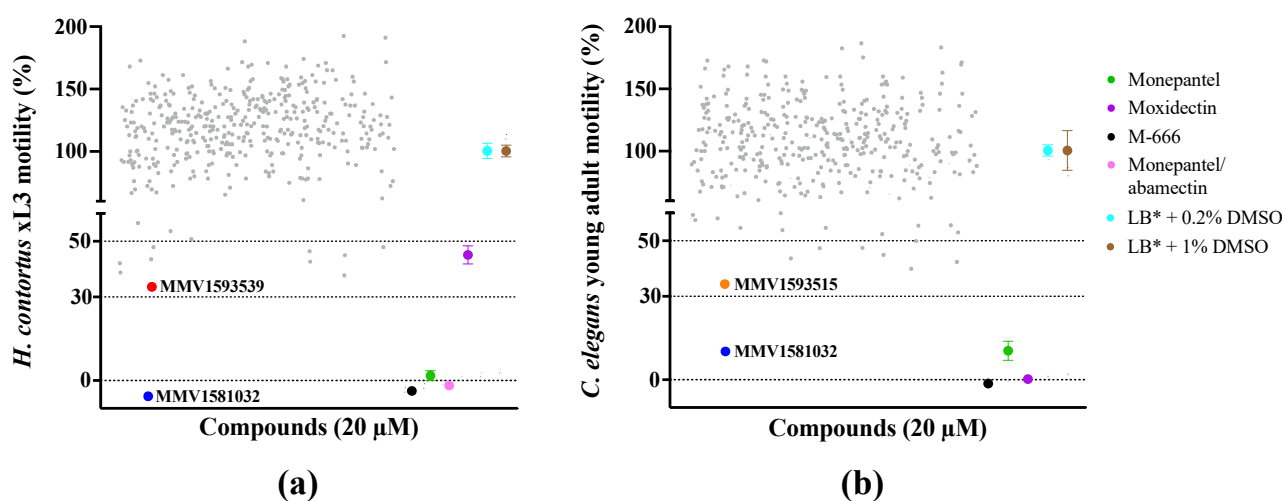 H. contortus xL3 motility (%)
200
150
100
50
30
0
MMV1593539
MMV1581032
Compounds (20 μM)
(a)
C. elegans young adult motility (%)
200
150
100
50
30
0
MMV1593515
MMV1581032
Compounds (20 μM)
(b)
Monepantel
Moxidectin
M-666
Monepantel/
abamectin
LB* + 0.2% DMSO
LB* + 1% DMSO